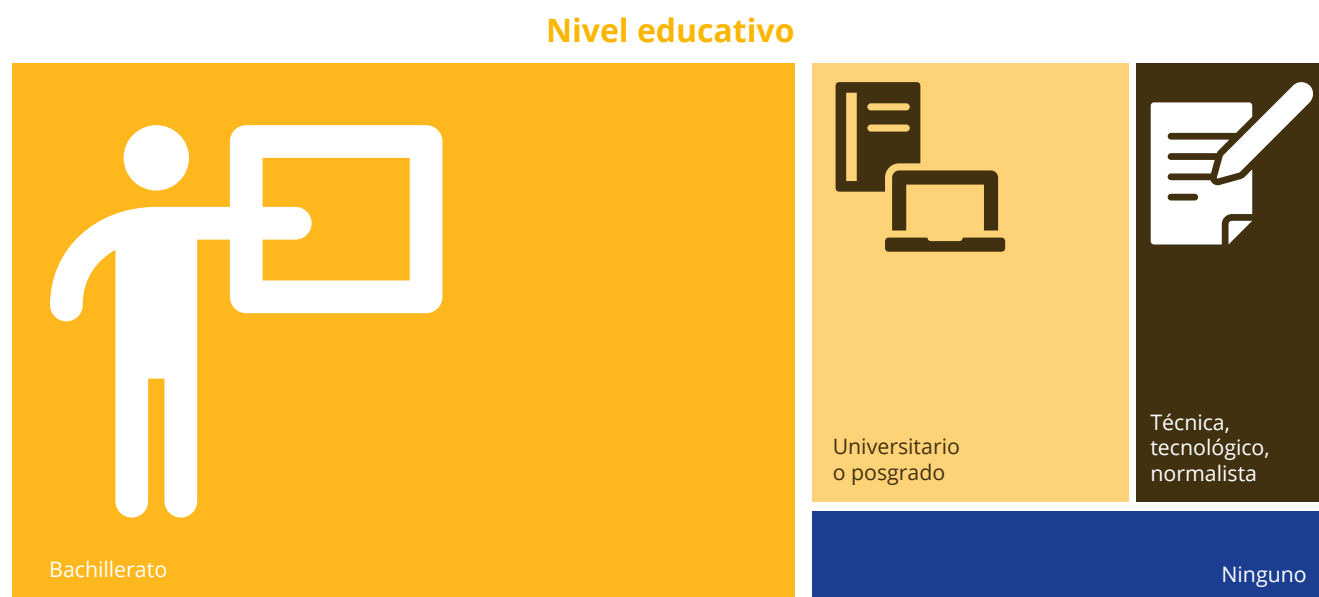 Nivel educativo
Bachillerato
Universitario
o posgrado
Técnica,
tecnológico,
normalista
Ninguno